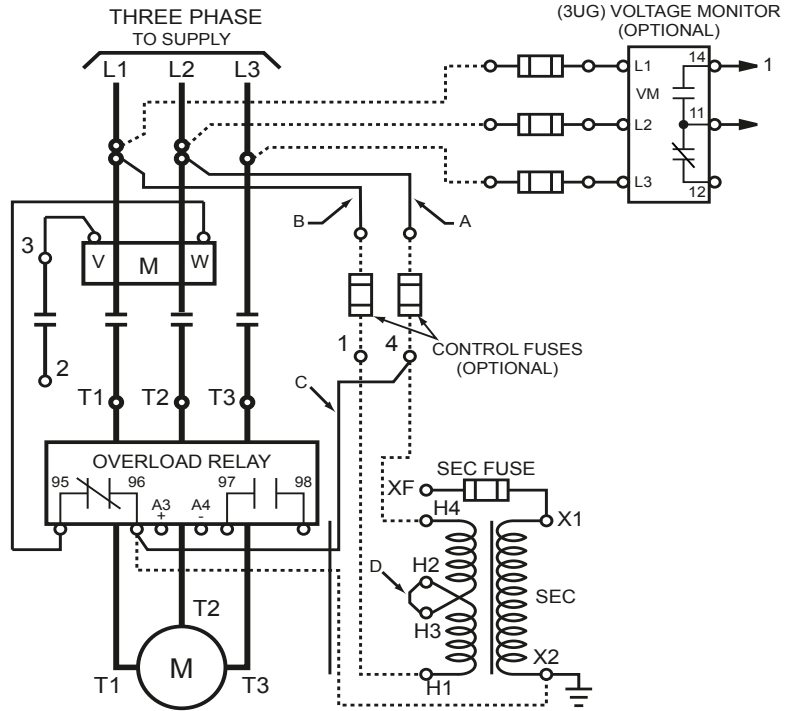 THREE PHASE
TO SUPPLY
L1 L2 L3
(3UG) VOLTAGE MONITOR
(OPTIONAL)
L1 14 1
VM
L2 11
L3 12
B A
3 V M W
2
1 4 CONTROL FUSES
(OPTIONAL)
C
T1 T2 T3
OVERLOAD RELAY
95 96 97 98
A3 A4
+ -
XF SEC FUSE
H4 X1
D H2
SEC
H3
H1 X2
T2
M
T1 T3